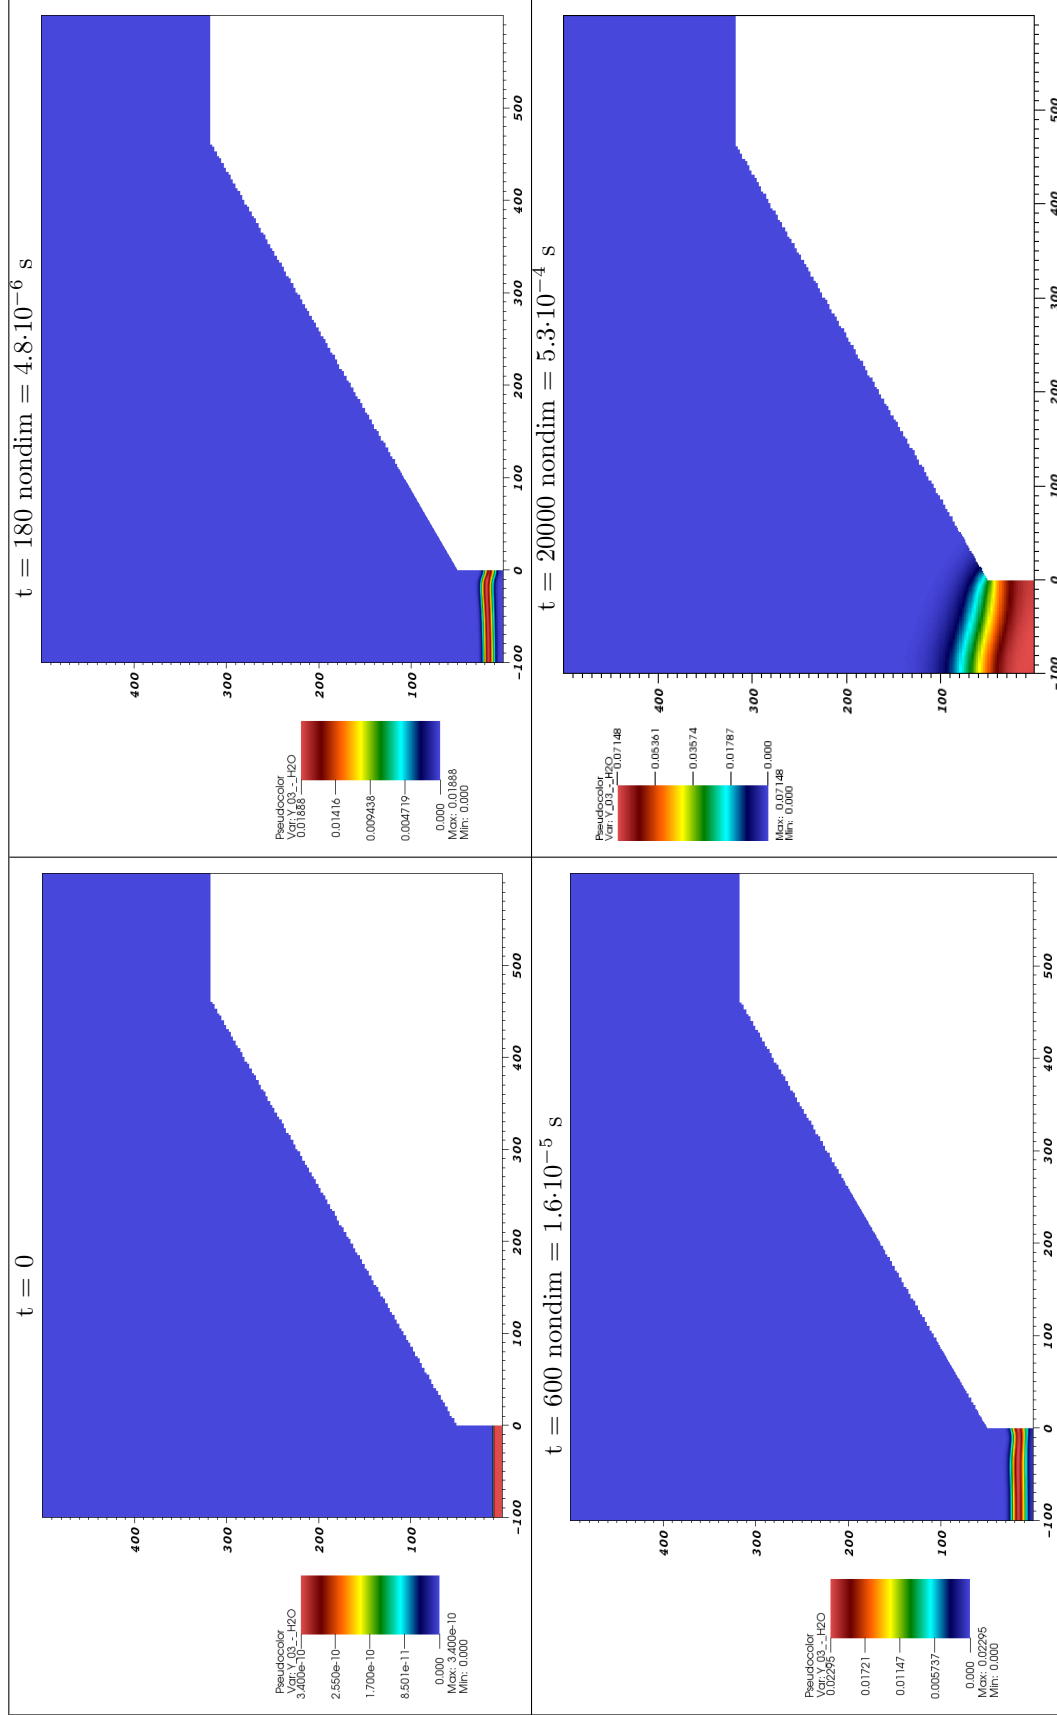 t = 0
Pseudocolor
Var: Y_03_-_H2O
3.400e-10
2.550e-10
1.700e-10
8.501e-11
0.000
Max: 3.400e-10
Min: 0.000
400
300
200
100
-100 0 100 200 300 400 500
t = 180 nondim = 4.8·10−6 s
Pseudocolor
Var: Y_03_-_H2O
0.01888
0.01416
0.009438
0.004719
0.000
Max: 0.01888
Min: 0.000
400
300
200
100
-100 0 100 200 300 400 500
t = 600 nondim = 1.6·10−5 s
Pseudocolor
Var: Y_03_-_H2O
0.02295
0.01721
0.01147
0.005737
0.000
Max: 0.02295
Min: 0.000
400
300
200
100
-100 0 100 200 300 400 500
t = 20000 nondim = 5.3·10−4 s
Pseudocolor
Var: Y_03_-_H2O
0.07148
0.05361
0.03574
0.01787
0.000
Max: 0.07148
Min: 0.000
400
300
200
100
-100 0 100 200 300 400 500